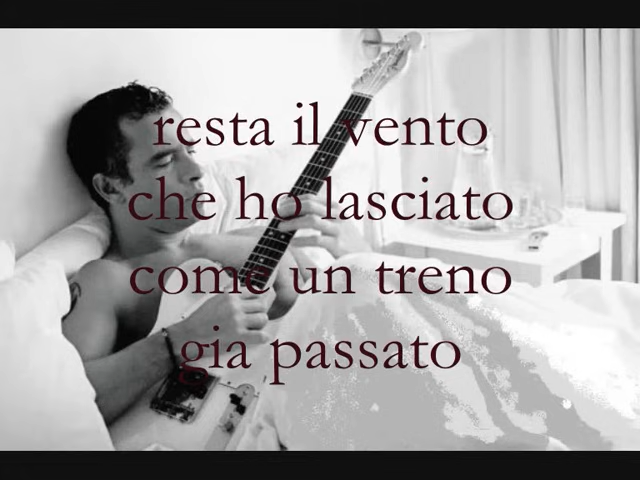 resta il vento
che ho lasciato
come un treno
gia passato